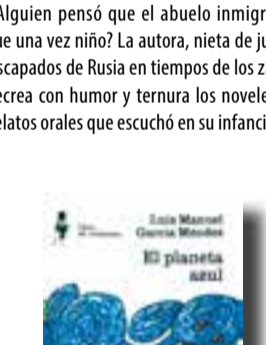 Alguien pensó que el abuelo inmigr
ue una vez niño? La autora, nieta de ju
scapados de Rusia en tiempos de los z
ecrea con humor y ternura los novele
elatos orales que escuchó en su infanci
Luis Manuel
García Méndez
El planeta
azul